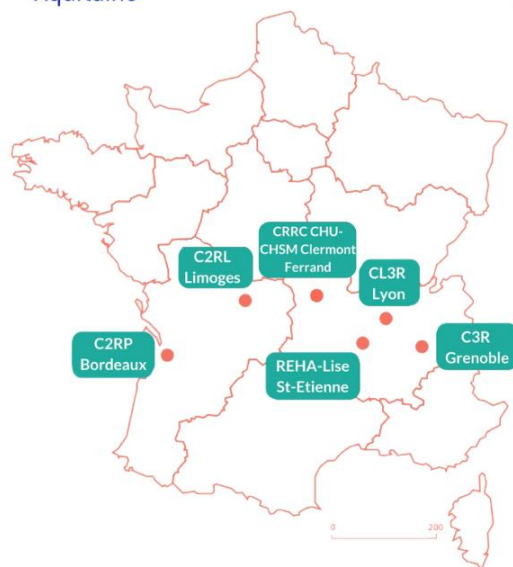 Aquitaine
CRRC CHU-
CHSM Clermont
Ferrand
C2RL
Limoges
CL3R
Lyon
C2RP
Bordeaux
C3R
Grenoble
REHA-Lise
St-Etienne
0 200